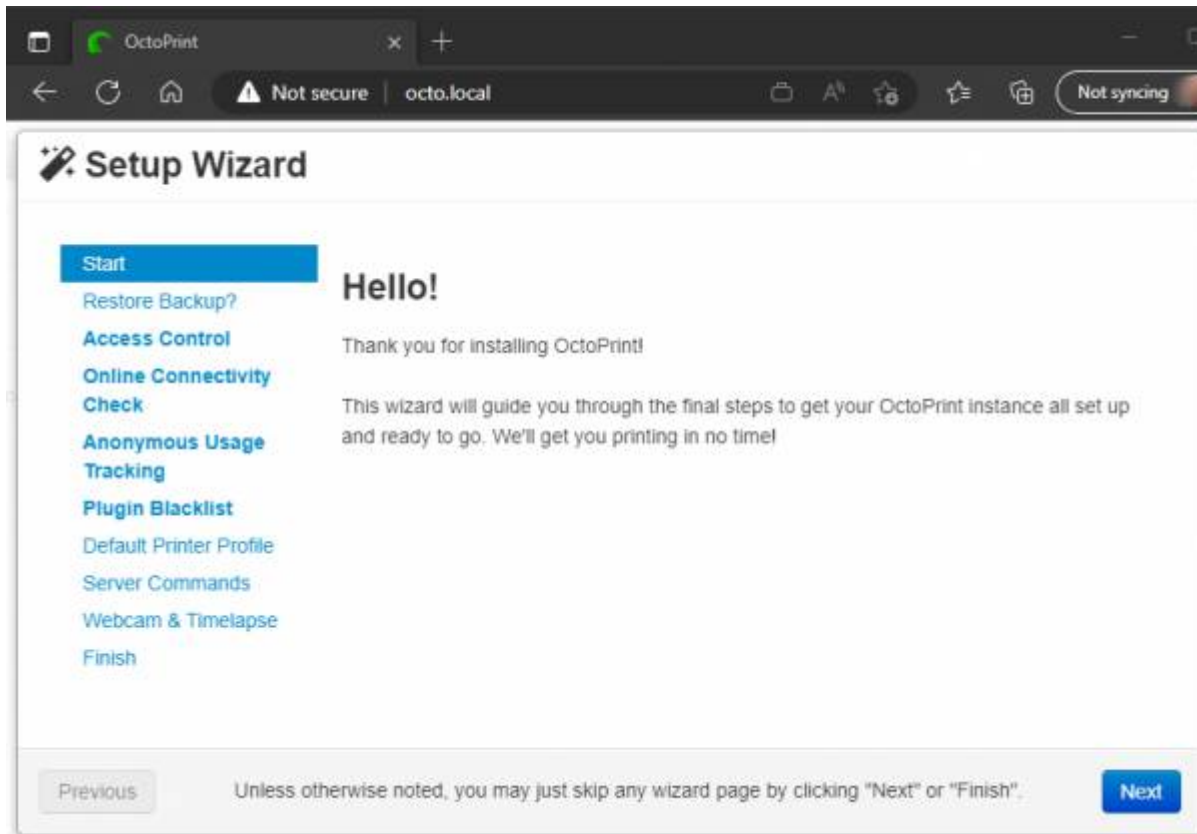 OctoPrint
Not secure
octo.local
Not syncing
Setup Wizard
Start
Restore Backup?
Access Control
Online Connectivity
Check
Anonymous Usage
Tracking
Plugin Blacklist
Default Printer Profile
Server Commands
Webcam & Timelapse
Finish
Hello!
Thank you for installing OctoPrint!
This wizard will guide you through the final steps to get your OctoPrint instance all set up
and ready to go. We'll get you printing in no time!
Previous
Unless otherwise noted, you may just skip any wizard page by clicking "Next" or "Finish".
Next